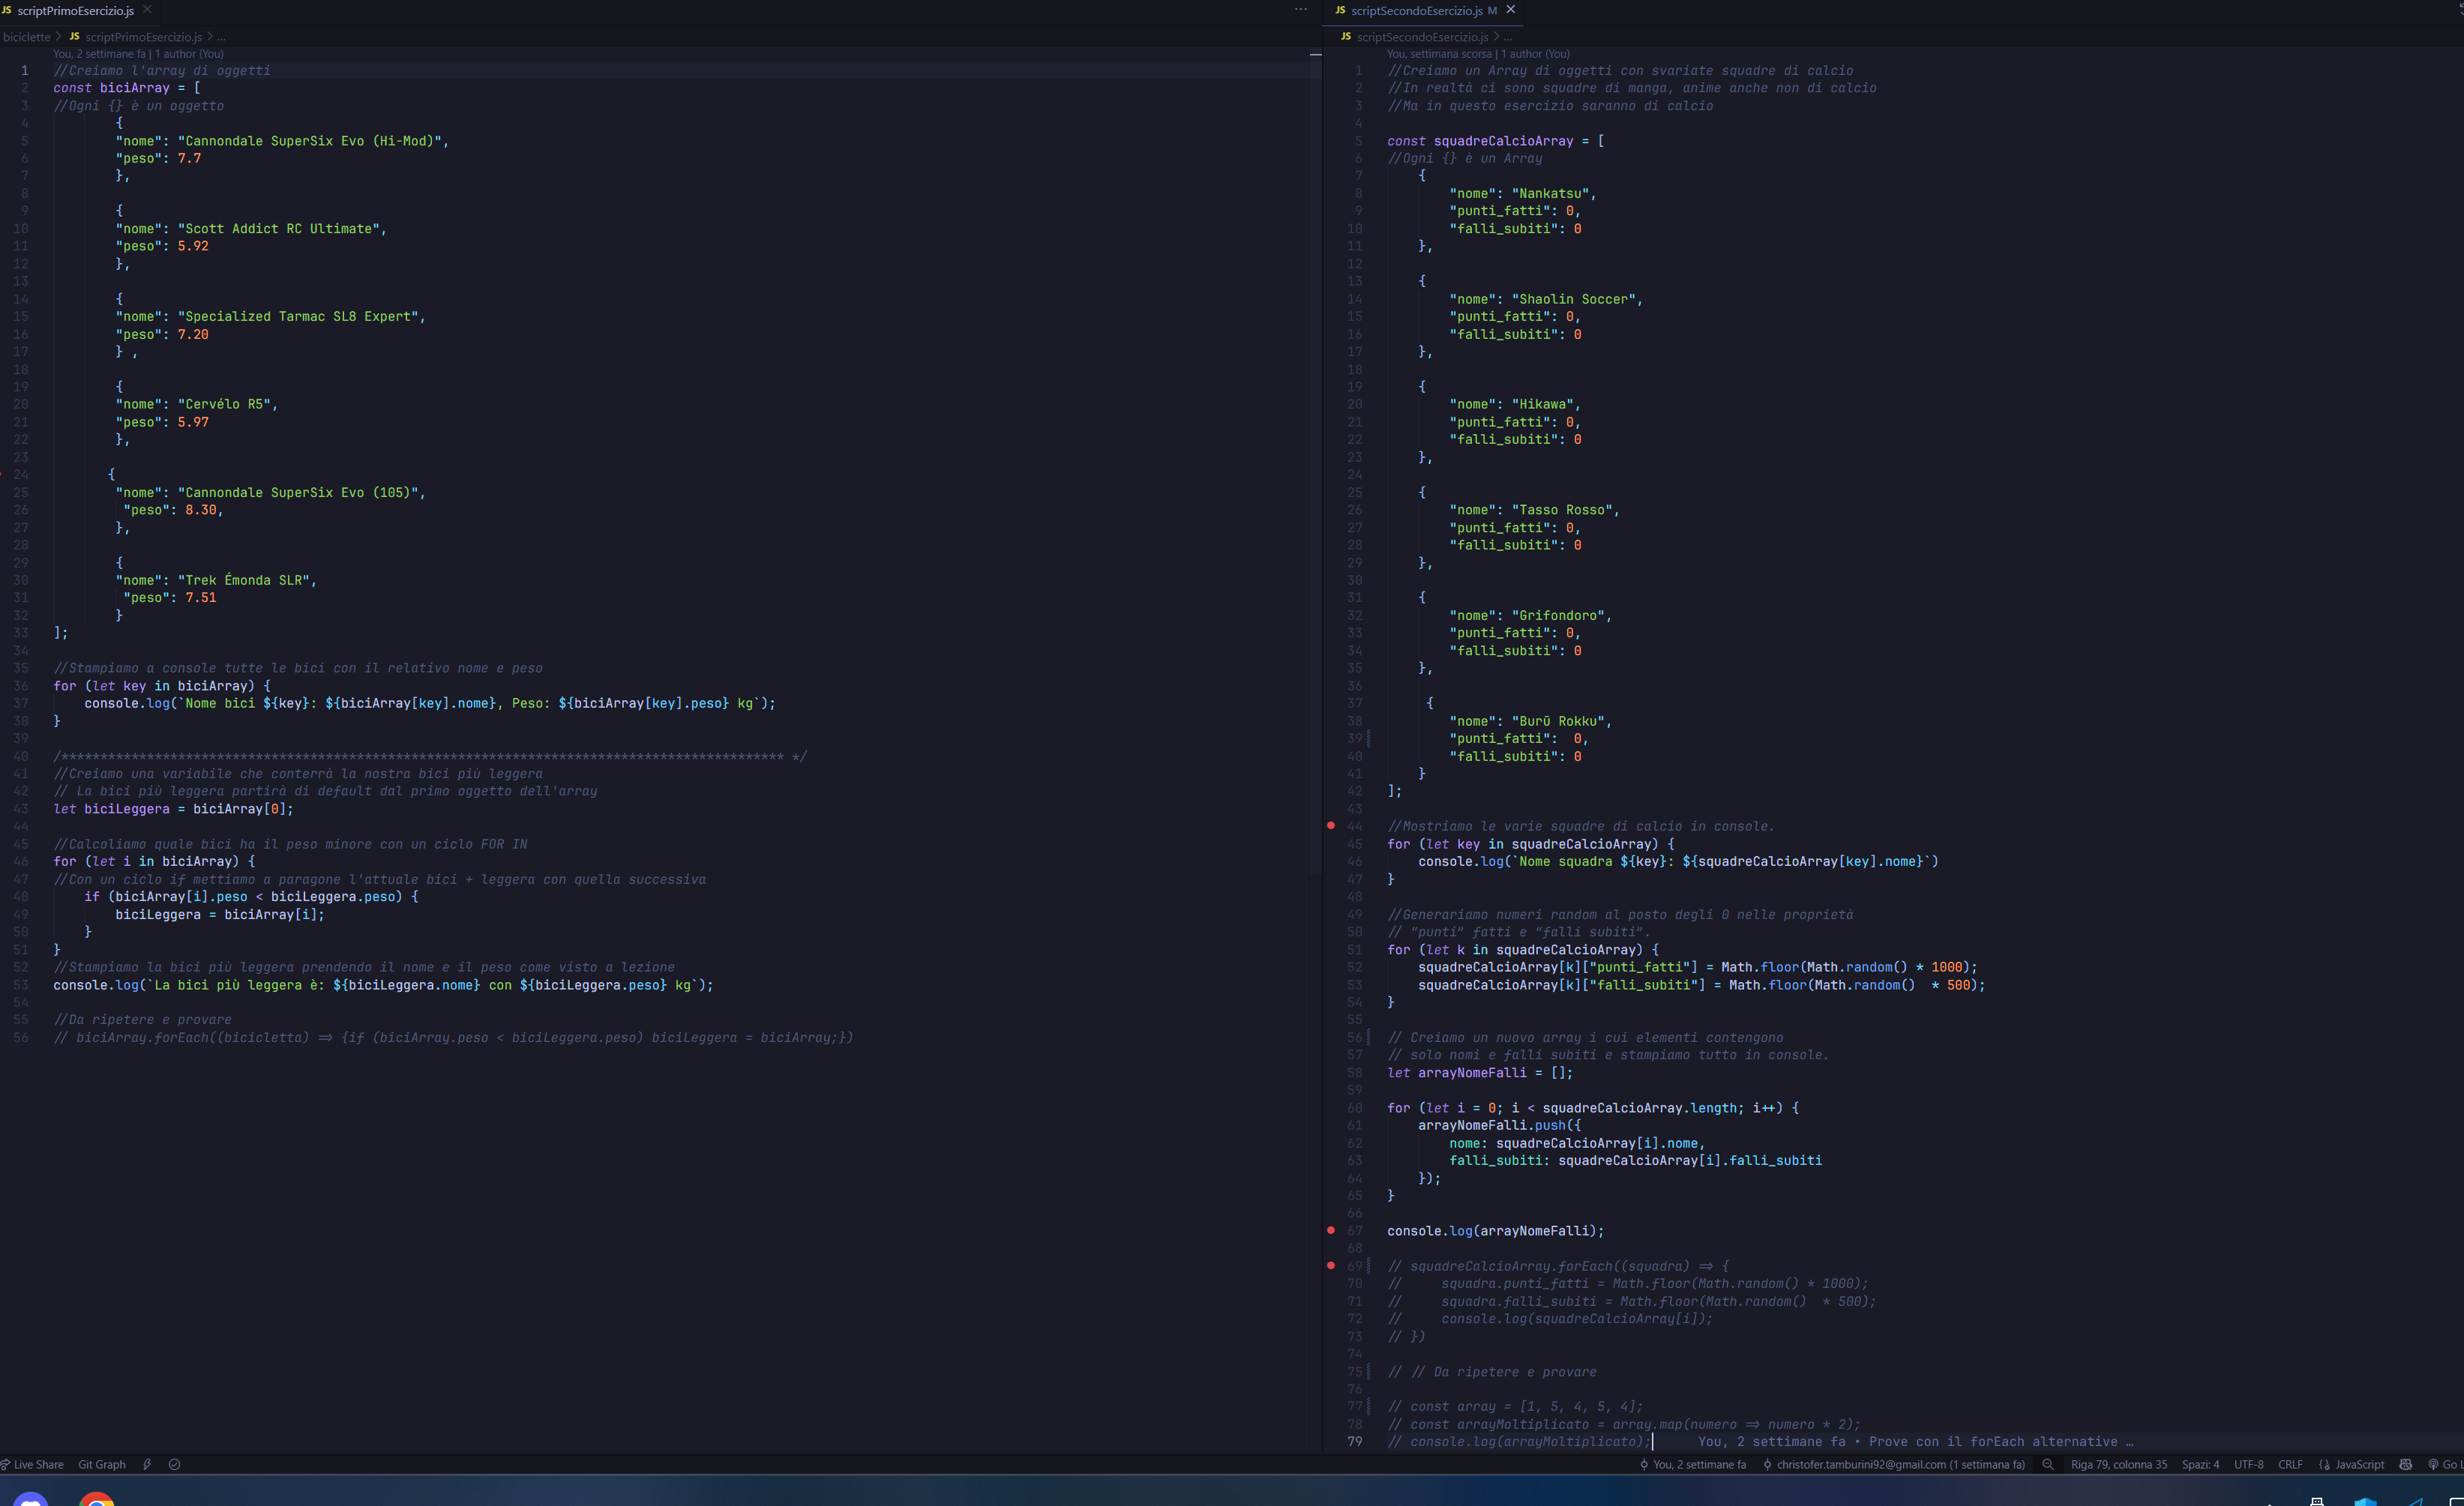 JS scriptPrimoEsercizio.js ×
biciclette > JS scriptPrimoEsercizio.js > ...
You, 2 settimane fa | 1 author (You)
1 //Creiamo l'array di oggetti
2 const biciArray = [
3 //Ogni {} è un oggetto
4 {
5 "nome": "Cannondale SuperSix Evo (Hi-Mod)",
6 "peso": 7.7
7 },
8
9 {
10 "nome": "Scott Addict RC Ultimate",
11 "peso": 5.92
12 },
13
14 {
15 "nome": "Specialized Tarmac SL8 Expert",
16 "peso": 7.20
17 } ,
18
19 {
20 "nome": "Cervélo R5",
21 "peso": 5.97
22 },
23
24 {
25 "nome": "Cannondale SuperSix Evo (105)",
26 "peso": 8.30,
27 },
28
29 {
30 "nome": "Trek Émonda SLR",
31 "peso": 7.51
32 }
33 ];
34
35 //Stampiamo a console tutte le bici con il relativo nome e peso
36 for (let key in biciArray) {
37 console.log(`Nome bici ${key}: ${biciArray[key].nome}, Peso: ${biciArray[key].peso} kg`);
38 }
39
40 /********************************************************************************************* */
41 //Creiamo una variabile che conterrà la nostra bici più leggera
42 // La bici più leggera partirà di default dal primo oggetto dell'array
43 let biciLeggera = biciArray[0];
44
45 //Calcoliamo quale bici ha il peso minore con un ciclo FOR IN
46 for (let i in biciArray) {
47 //Con un ciclo if mettiamo a paragone l'attuale bici + leggera con quella successiva
48 if (biciArray[i].peso < biciLeggera.peso) {
49 biciLeggera = biciArray[i];
50 }
51 }
52 //Stampiamo la bici più leggera prendendo il nome e il peso come visto a lezione
53 console.log(`La bici più leggera è: ${biciLeggera.nome} con ${biciLeggera.peso} kg`);
54
55 //Da ripetere e provare
56 // biciArray.forEach((bicicletta) => {if (biciArray.peso < biciLeggera.peso) biciLeggera = biciArray;})
JS scriptSecondoEsercizio.js M ×
JS scriptSecondoEsercizio.js > ...
You, settimana scorsa | 1 author (You)
1 //Creiamo un Array di oggetti con svariate squadre di calcio
2 //In realtà ci sono squadre di manga, anime anche non di calcio
3 //Ma in questo esercizio saranno di calcio
4
5 const squadreCalcioArray = [
6 //Ogni {} è un Array
7 {
8 "nome": "Nankatsu",
9 "punti_fatti": 0,
10 "falli_subiti": 0
11 },
12
13 {
14 "nome": "Shaolin Soccer",
15 "punti_fatti": 0,
16 "falli_subiti": 0
17 },
18
19 {
20 "nome": "Hikawa",
21 "punti_fatti": 0,
22 "falli_subiti": 0
23 },
24
25 {
26 "nome": "Tasso Rosso",
27 "punti_fatti": 0,
28 "falli_subiti": 0
29 },
30
31 {
32 "nome": "Grifondoro",
33 "punti_fatti": 0,
34 "falli_subiti": 0
35 },
36
37 {
38 "nome": "Burū Rokku",
39 "punti_fatti":  0,
40 "falli_subiti": 0
41 }
42 ];
43
44 //Mostriamo le varie squadre di calcio in console.
45 for (let key in squadreCalcioArray) {
46 console.log(`Nome squadra ${key}: ${squadreCalcioArray[key].nome}`)
47 }
48
49 //Generariamo numeri random al posto degli 0 nelle proprietà
50 // “punti” fatti e “falli subiti”.
51 for (let k in squadreCalcioArray) {
52 squadreCalcioArray[k]["punti_fatti"] = Math.floor(Math.random() * 1000);
53 squadreCalcioArray[k]["falli_subiti"] = Math.floor(Math.random()  * 500);
54 }
55
56 // Creiamo un nuovo array i cui elementi contengono
57 // solo nomi e falli subiti e stampiamo tutto in console.
58 let arrayNomeFalli = [];
59
60 for (let i = 0; i < squadreCalcioArray.length; i++) {
61 arrayNomeFalli.push({
62 nome: squadreCalcioArray[i].nome,
63 falli_subiti: squadreCalcioArray[i].falli_subiti
64 });
65 }
66
67 console.log(arrayNomeFalli);
68
69 // squadreCalcioArray.forEach((squadra) => {
70 //     squadra.punti_fatti = Math.floor(Math.random() * 1000);
71 //     squadra.falli_subiti = Math.floor(Math.random()  * 500);
72 //     console.log(squadreCalcioArray[i]);
73 // })
74
75 // // Da ripetere e provare
76
77 // const array = [1, 5, 4, 5, 4];
78 // const arrayMoltiplicato = array.map(numero => numero * 2);
79 // console.log(arrayMoltiplicato); You, 2 settimane fa • Prove con il forEach alternative …
Live Share Git Graph You, 2 settimane fa christofer.tamburini92@gmail.com (1 settimana fa) Riga 79, colonna 35 Spazi: 4 UTF-8 CRLF JavaScript Go L